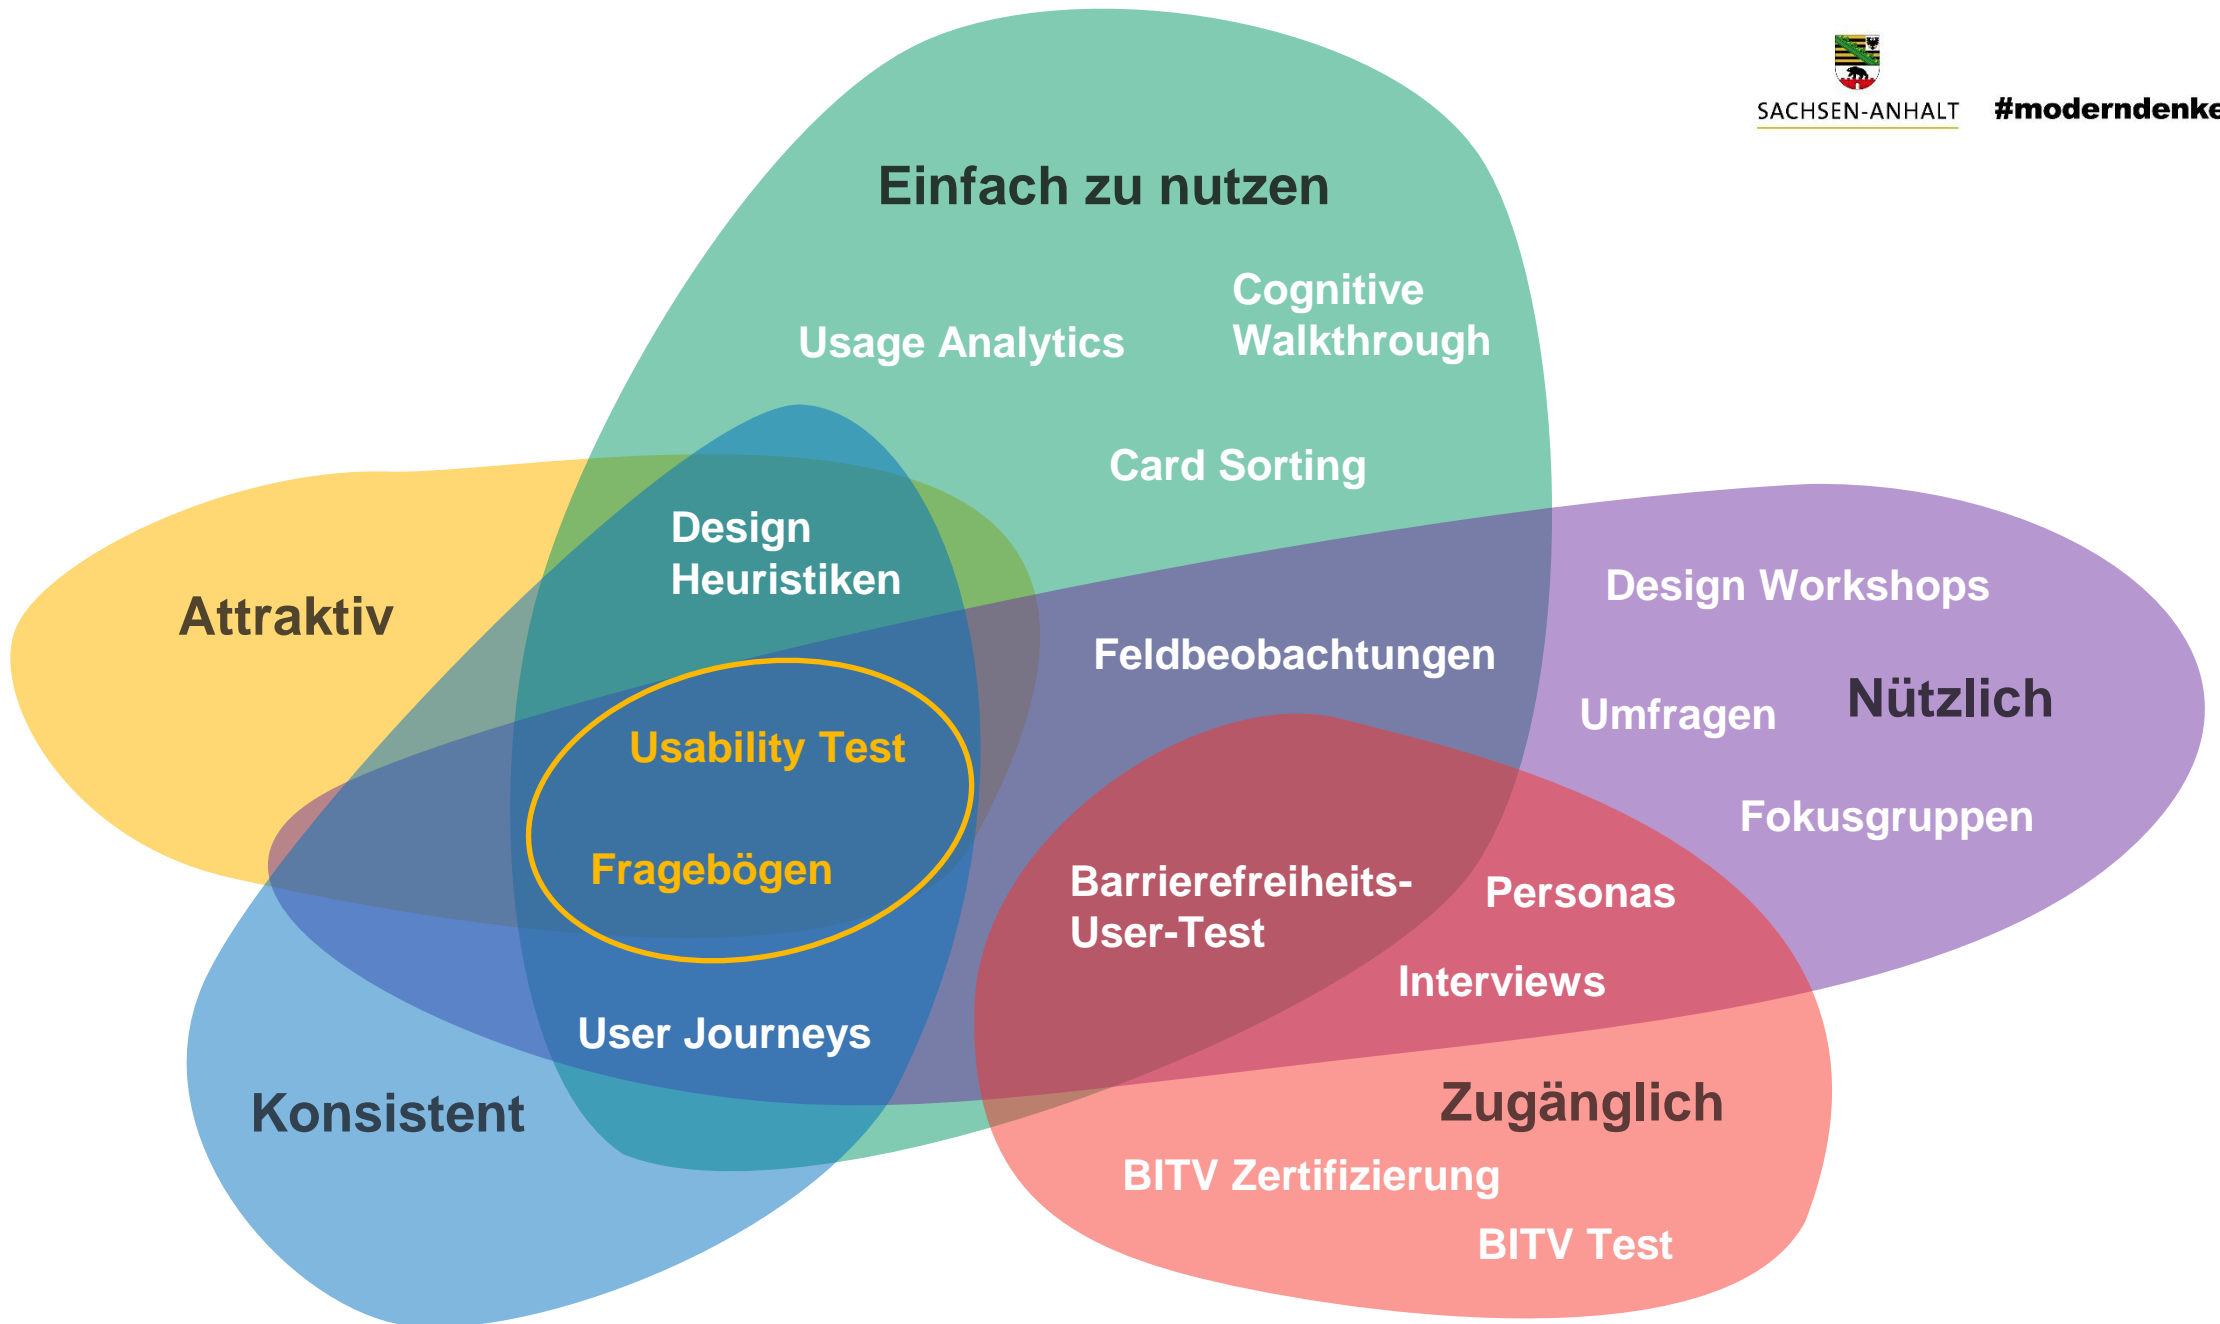 SACHSEN-ANHALT
#moderndenke
Einfach zu nutzen
Cognitive
Walkthrough
Usage Analytics
Card Sorting
Design
Heuristiken
Attraktiv
Design Workshops
Feldbeobachtungen
Nützlich
Umfragen
Usability Test
Fokusgruppen
Fragebögen
Barrierefreiheits-
User-Test
Personas
Interviews
User Journeys
Konsistent
Zugänglich
BITV Zertifizierung
BITV Test